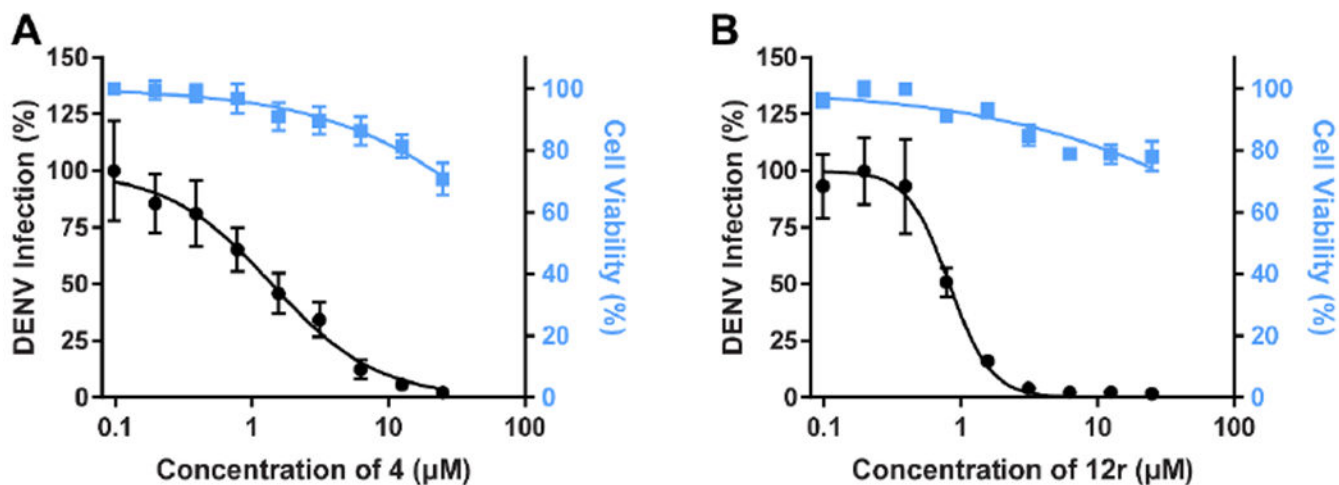 A
DENV Infection (%)
150
125
100
75
50
25
0
0.1 1 10 100
Concentration of 4 (µM)
100
80
60
40
20
0
Cell Viability (%)
B
DENV Infection (%)
150
125
100
75
50
25
0
0.1 1 10 100
Concentration of 12r (µM)
100
80
60
40
20
0
Cell Viability (%)